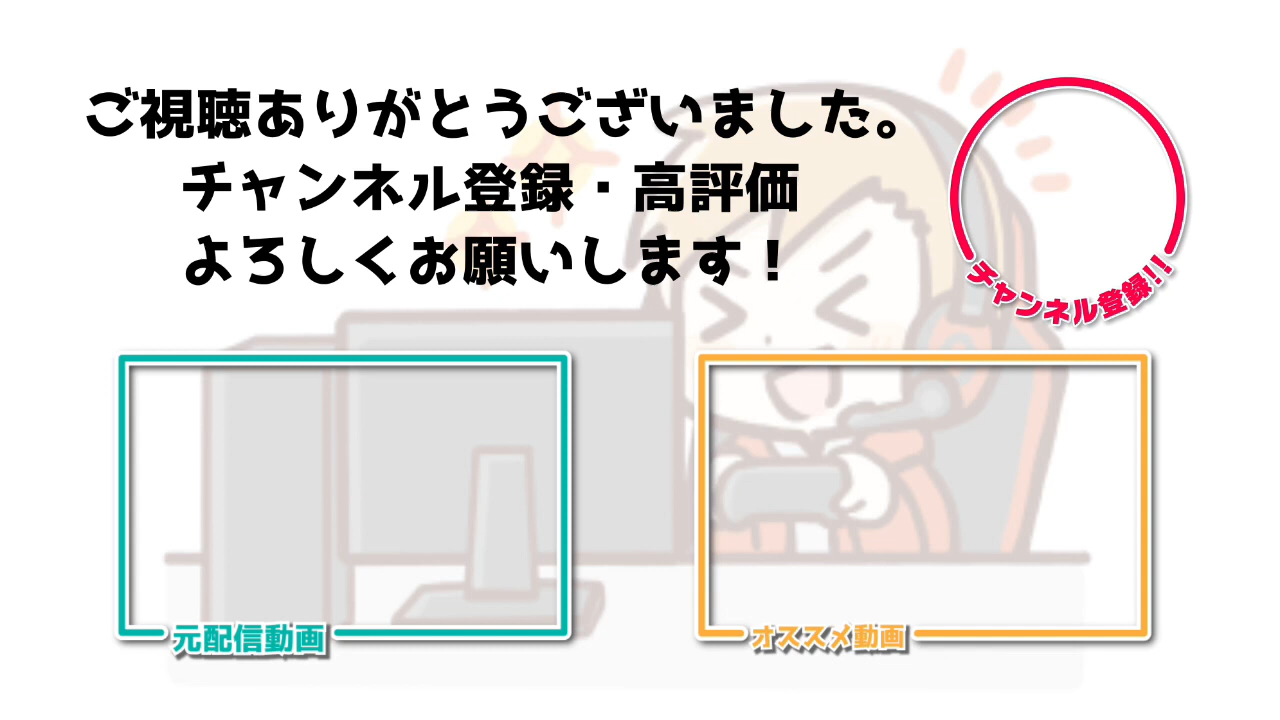 ご視聴ありがとうございました。
チャンネル登録・高評価
よろしくお願いします！
チャンネル登録!!
元配信動画
オススメ動画